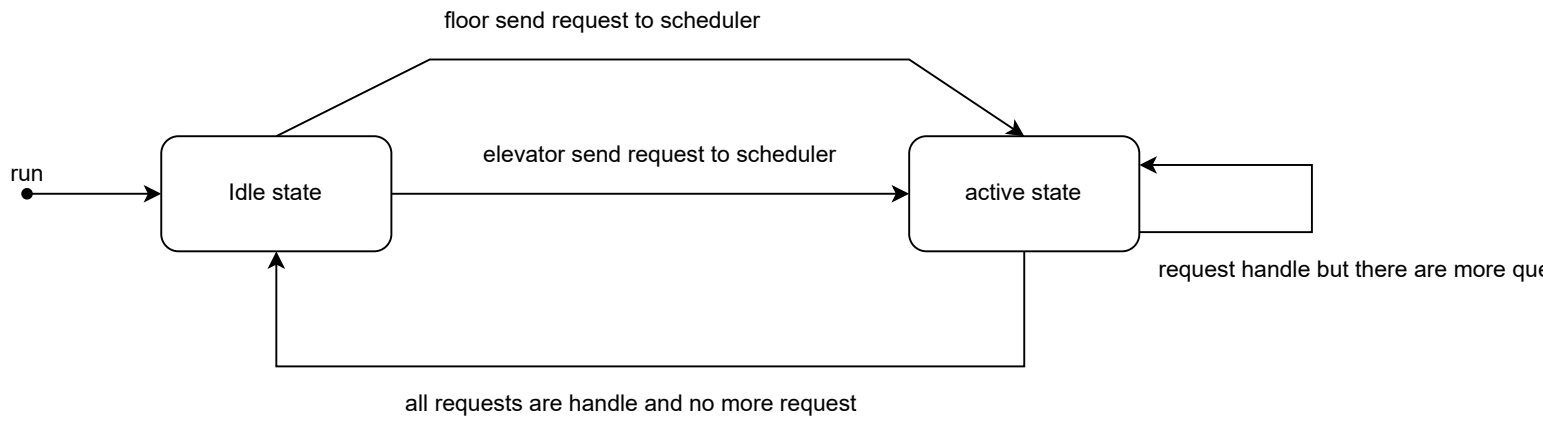 floor send request to scheduler
elevator send request to scheduler
run
Idle state
active state
request handle but there are more
all requests are handle and no more request